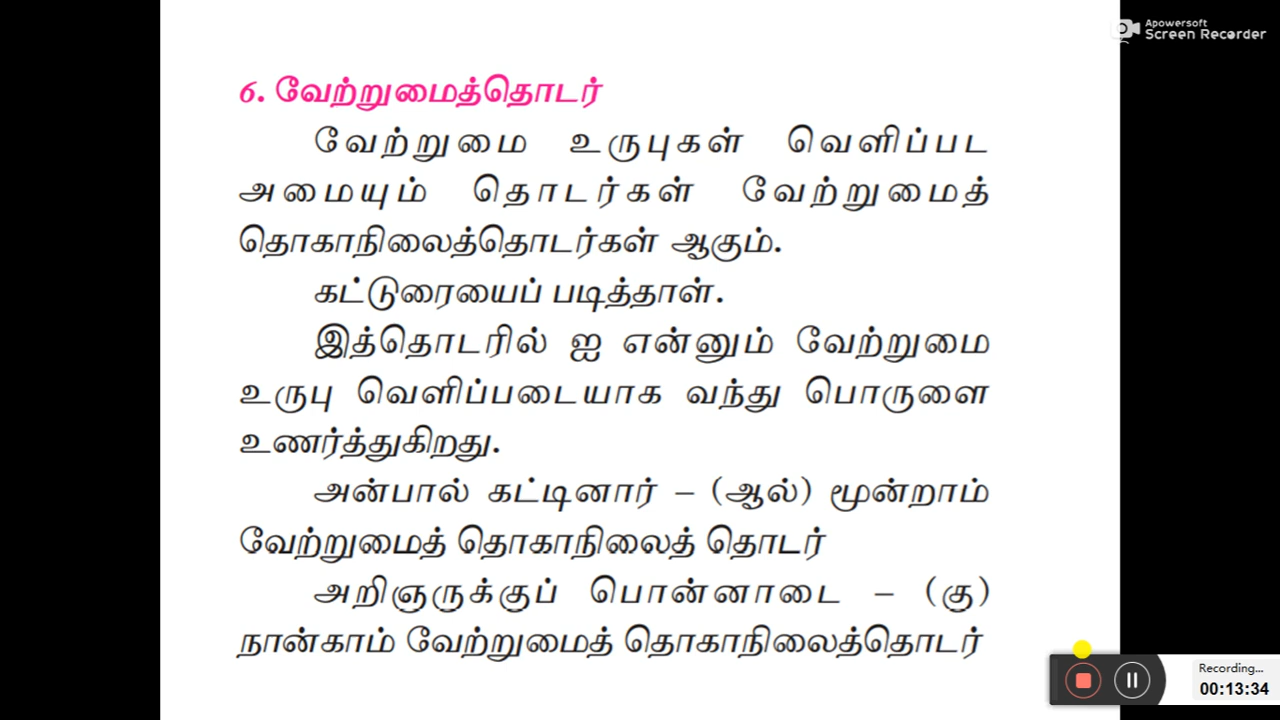 Apowersoft
Screen Recorder
6. வேற்றுமைத்தொடர்
வேற்றுமை உருபுகள் வெளிப்பட
அமையும் தொடர்கள் வேற்றுமைத்
தொகாநிலைத்தொடர்கள் ஆகும்.
கட்டுரையைப் படித்தாள்.
இத்தொடரில் ஐ என்னும் வேற்றுமை
உருபு வெளிப்படையாக வந்து பொருளை
உணர்த்துகிறது.
அன்பால் கட்டினார் – (ஆல்) மூன்றாம்
வேற்றுமைத் தொகாநிலைத் தொடர்
அறிஞருக்குப் பொன்னாடை – (கு)
நான்காம் வேற்றுமைத் தொகாநிலைத்தொடர்
Recording...
00:13:34